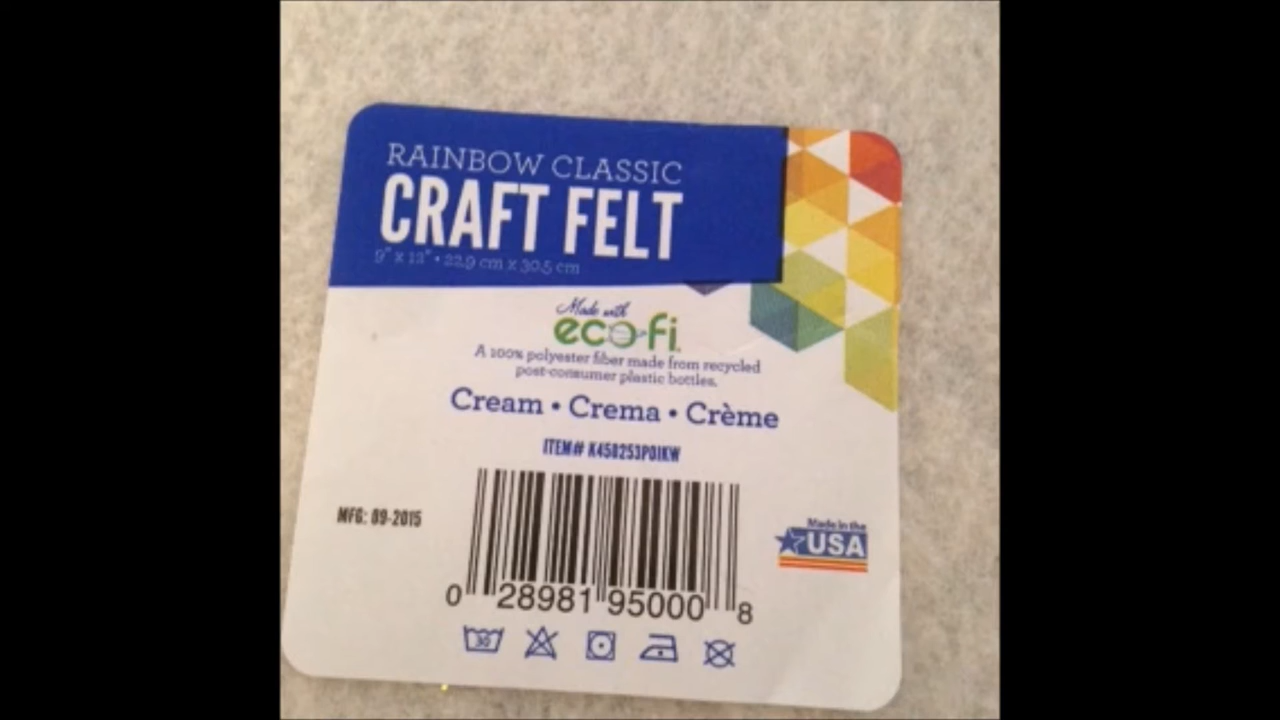 RAINBOW CLASSIC
CRAFT FELT
9" x 12" • 22.9 cm x 30.5 cm
Made with
eco-fi
A 100% polyester fiber made from recycled
post-consumer plastic bottles.
Cream • Crema • Crème
ITEM# K458253P01KW
MFG: 09-2015
Made in the
USA
0 28981 95000 8
30